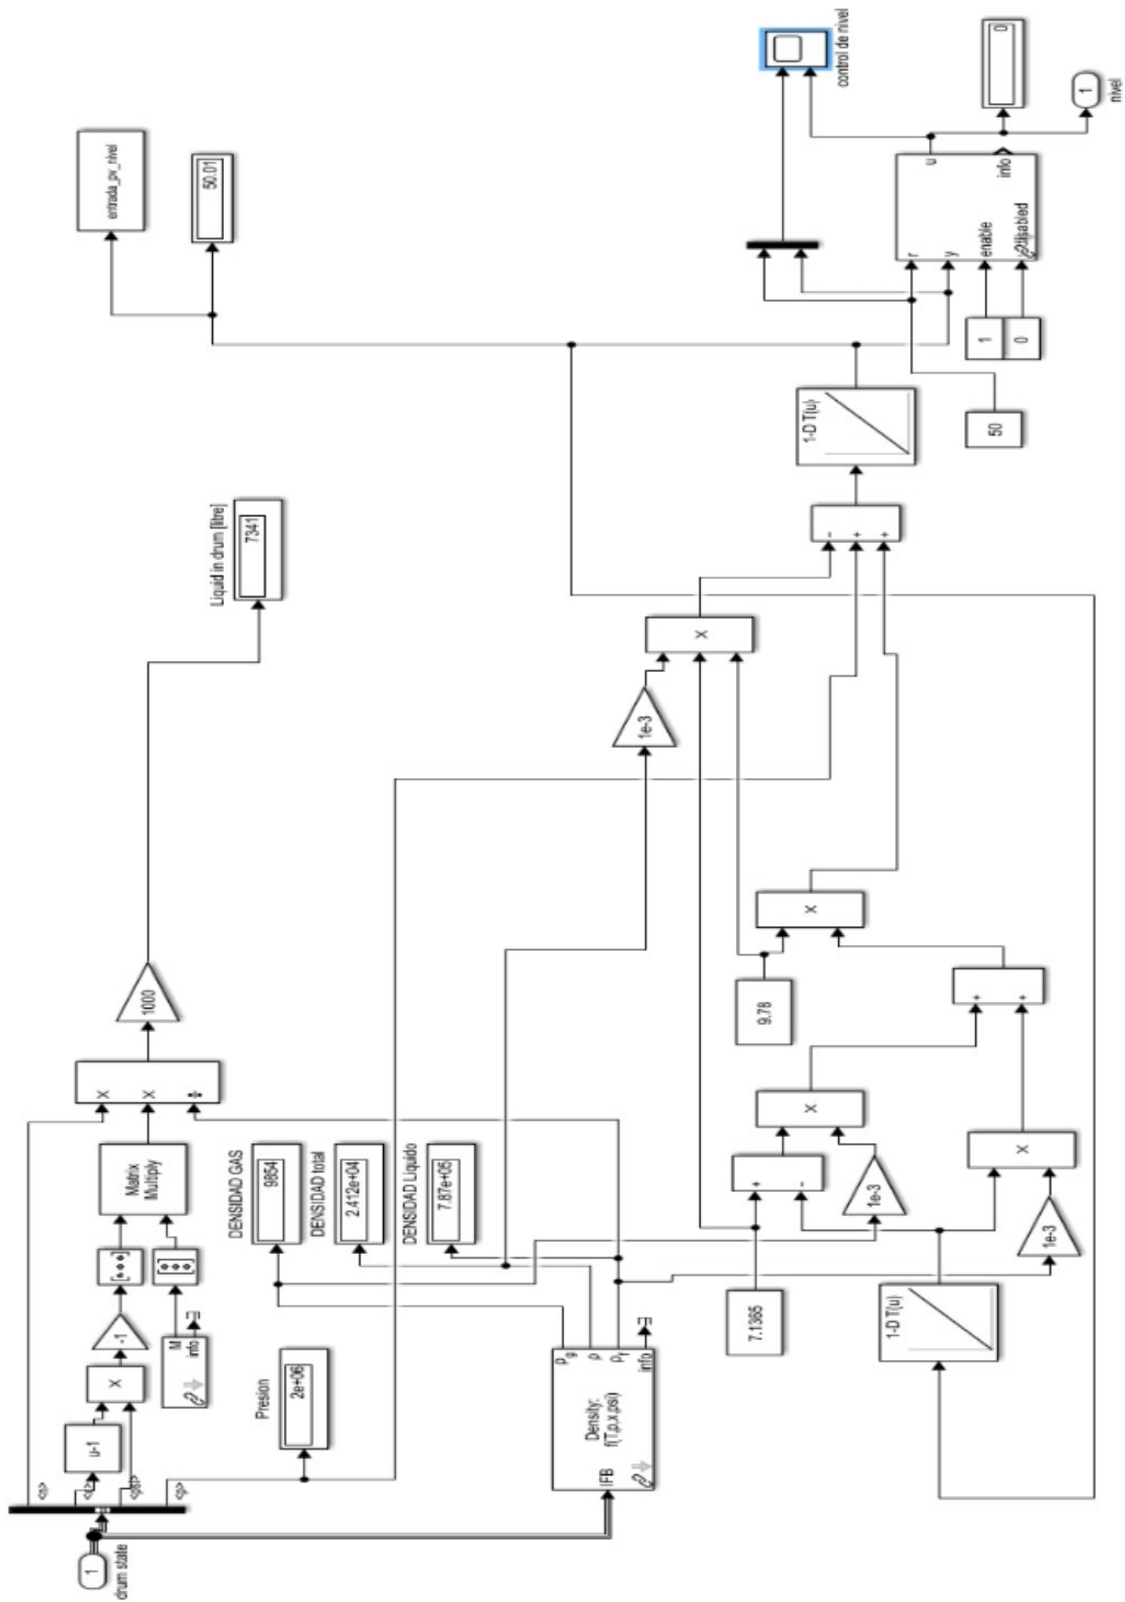 1
drum state
<n>
<p>
u-1
X
-1
[•••]
[•••]
M
info
Matrix
Multiply
X
X
÷
1000
Liquid in drum [litre]
7341
Presion
2e+06
DENSIDAD GAS
9854
DENSIDAD total
2.412e+04
DENSIDAD Liquido
7.87e+05
IFB
Density:
f(T,p,x,psi)
ρg
ρ
ρf
info
7.1365
1-D T(u)
+
-
1e-3
X
1e-3
X
+
+
9.78
X
1e-3
X
-
+
+
1-D T(u)
entrada_pv_nivel
50.01
50
1
0
r
y
enable
u
info
control de nivel
0
1
nivel